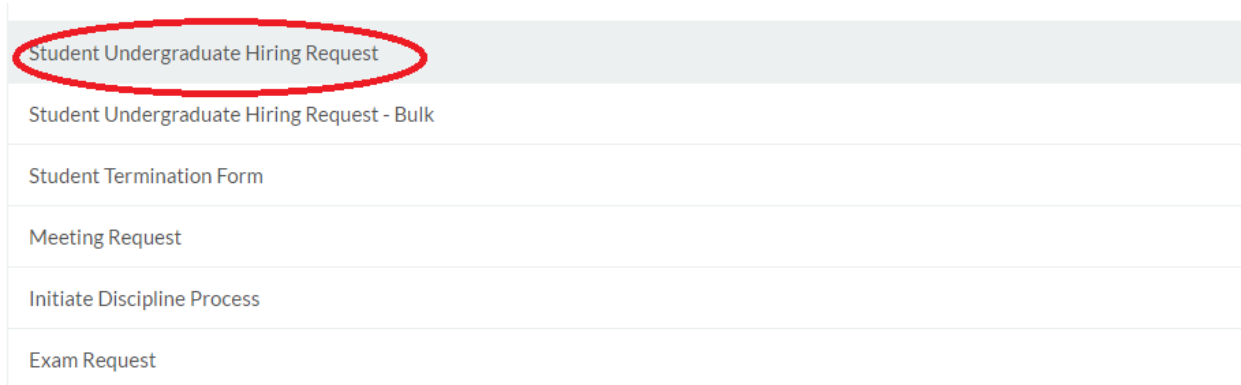 Student Undergraduate Hiring Request
Student Undergraduate Hiring Request - Bulk
Student Termination Form
Meeting Request
Initiate Discipline Process
Exam Request